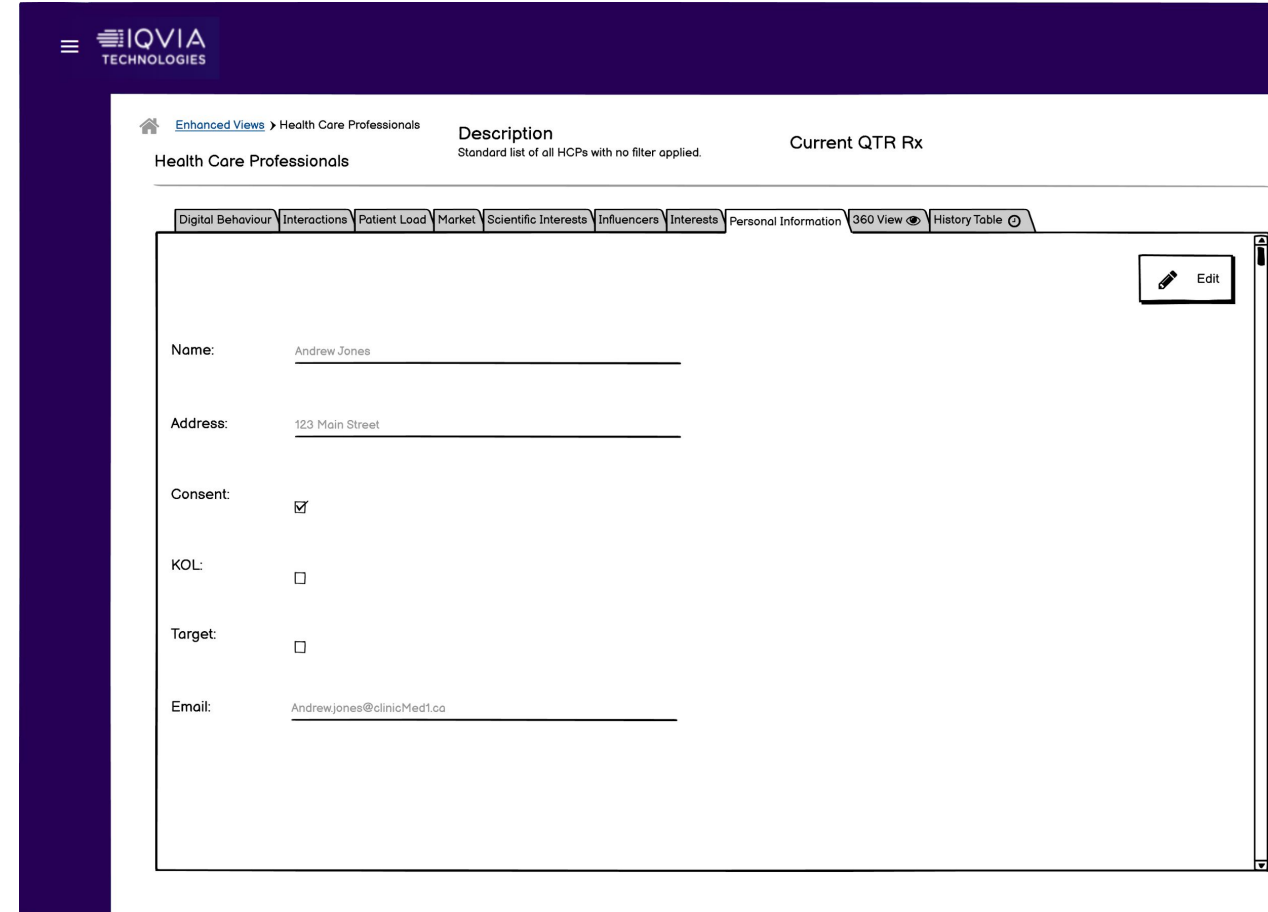 IQVIA
TECHNOLOGIES
Enhanced Views > Health Care Professionals
Health Care Professionals
Description
Standard list of all HCPs with no filter applied.
Current QTR Rx
Digital Behaviour Interactions Patient Load Market Scientific Interests Influencers Interests Personal Information 360 View History Table
Edit
Name: Andrew Jones
Address: 123 Main Street
Consent:
KOL:
Target:
Email: Andrew.jones@clinicMed1.ca